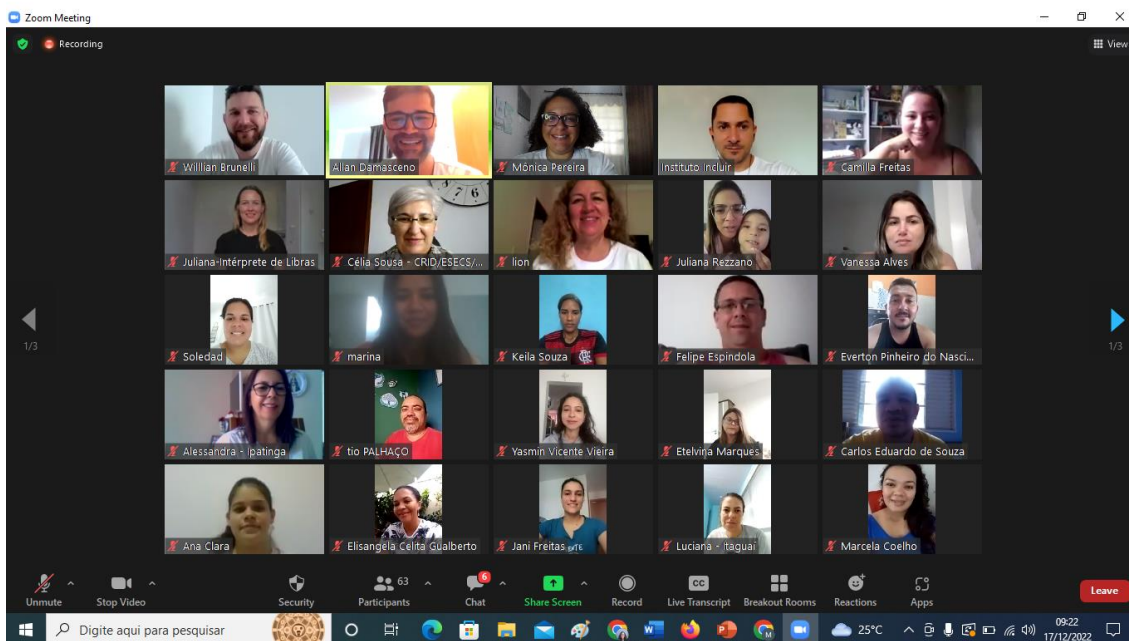 Zoom Meeting
Recording
View
Willlian Brunelli
Allan Damasceno
Mônica Pereira
Instituto Incluir
Camilla Freitas
Juliana-Intérprete de Libras
Célia Sousa - CRID/ESECS/...
lion
Juliana Rezzano
Vanessa Alves
Soledad
marina
Keila Souza
Felipe Espindola
Everton Pinheiro do Nasci...
1/3
1/3
Alessandra - Ipatinga
tio PALHAÇO
Yasmin Vicente Vieira
Etelvina Marques
Carlos Eduardo de Souza
Ana Clara
Elisangela Celita Gualberto
Jani Freitas
Luciana - Itaguaí
Marcela Coelho
63
6
CC
Unmute
Stop Video
Security
Participants
Chat
Share Screen
Record
Live Transcript
Breakout Rooms
Reactions
Apps
Leave
Digite aqui para pesquisar
25°C
09:22
17/12/2022